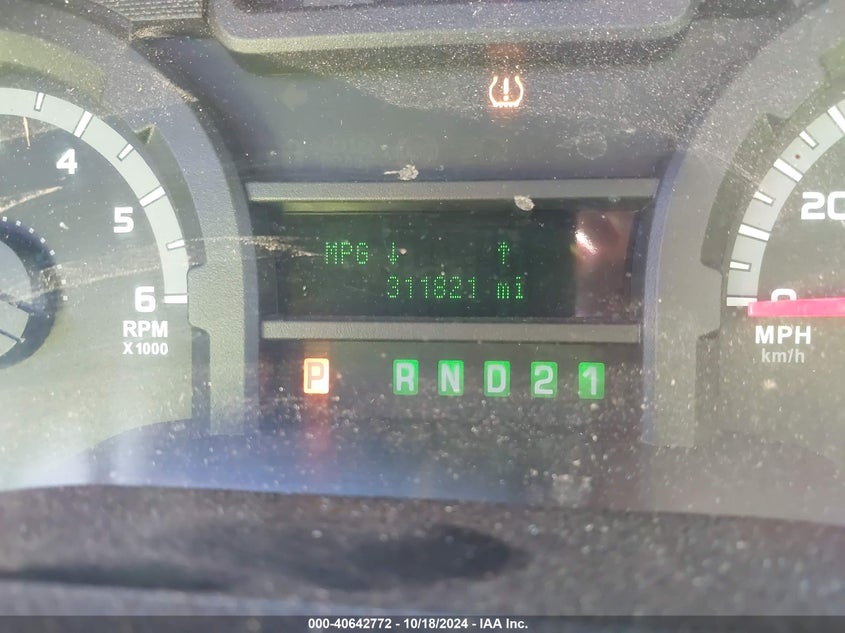 4
5
6
RPM
X1000
MPG ↓ ↑
311821 mi
P R N D 2 1
20
0
MPH
km/h
000-40642772 - 10/18/2024 - IAA Inc.